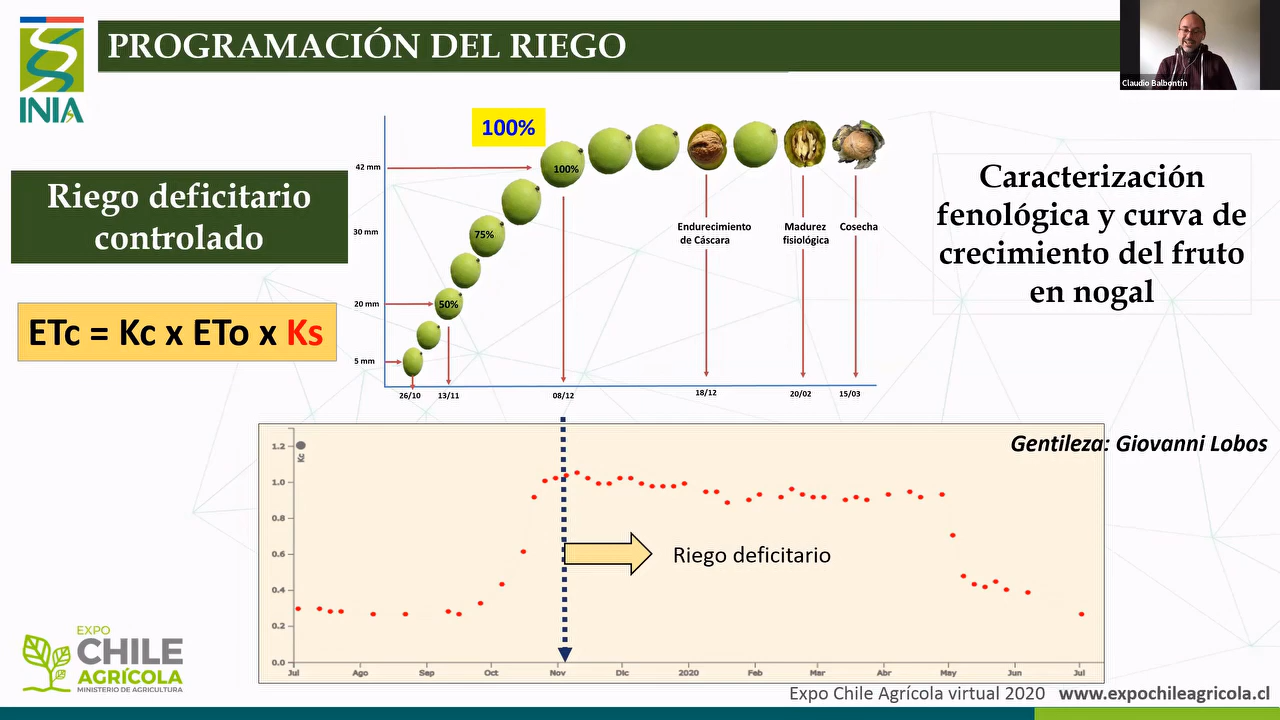 PROGRAMACIÓN DEL RIEGO
INIA
Claudio Balbontín
Riego deficitario
controlado
ETc = Kc x ETo x Ks
100%
42 mm
30 mm
20 mm
5 mm
100%
75%
50%
Endurecimiento
de Cáscara
Madurez
fisiológica
Cosecha
26/10
13/11
08/12
18/12
20/02
15/03
Caracterización
fenológica y curva de
crecimiento del fruto
en nogal
Gentileza: Giovanni Lobos
Kc
1.2
1.0
0.8
0.6
0.4
0.2
0.0
Riego deficitario
Jul
Ago
Sep
Oct
Nov
Dic
2020
Feb
Mar
Abr
May
Jun
Jul
EXPO
CHILE
AGRÍCOLA
MINISTERIO DE AGRICULTURA
Expo Chile Agrícola virtual 2020 www.expochileagricola.cl